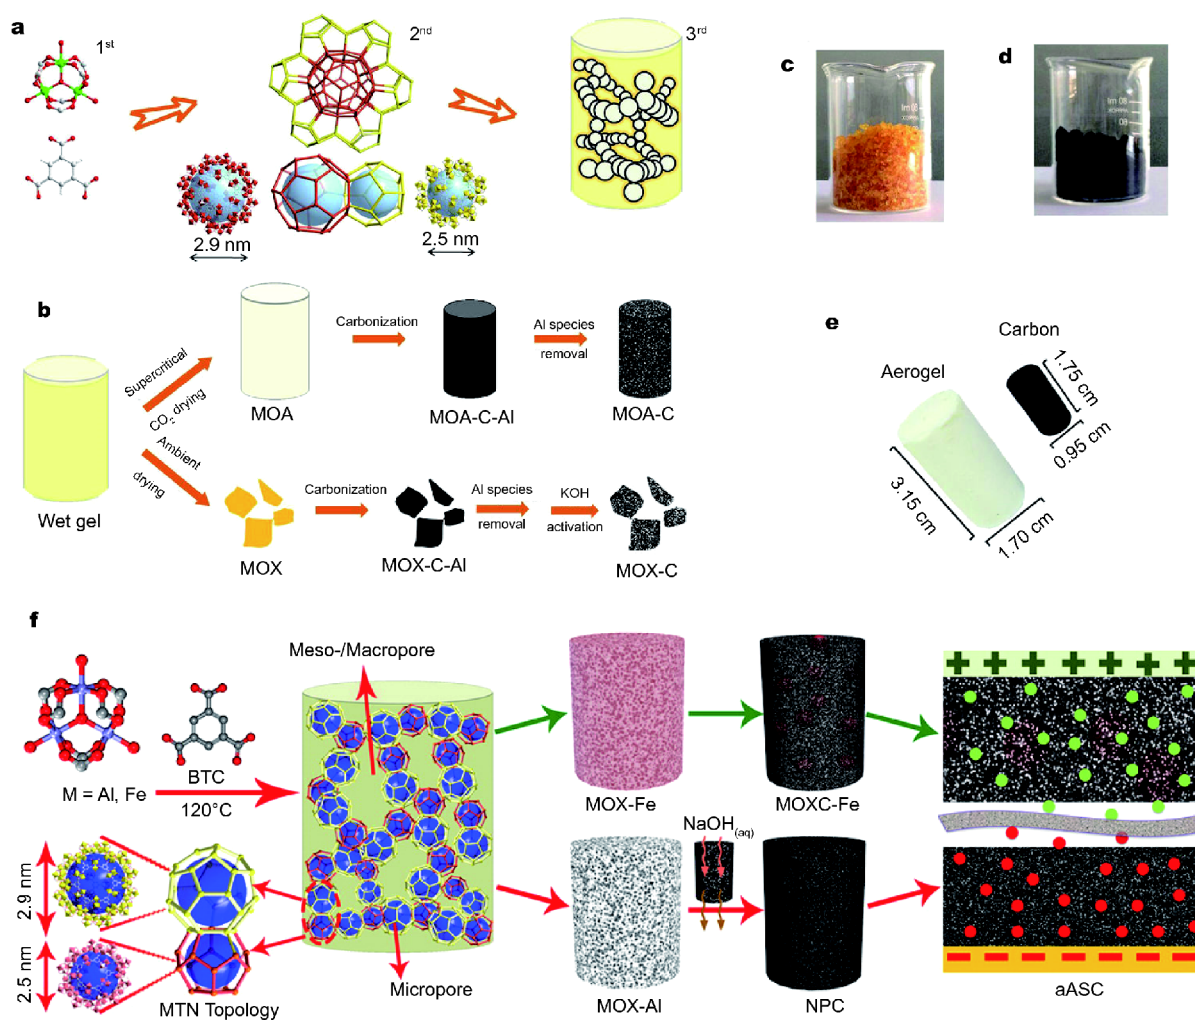 a
1st
2nd
3rd
2.9 nm
2.5 nm
c
d
b
Wet gel
Supercritical
CO2 drying
Ambient
drying
MOA
Carbonization
MOA-C-Al
Al species
removal
MOA-C
MOX
Carbonization
MOX-C-Al
Al species
removal
KOH
activation
MOX-C
e
Aerogel
Carbon
1.75 cm
0.95 cm
3.15 cm
1.70 cm
f
M = Al, Fe
BTC
120°C
Meso-/Macropore
Micropore
2.9 nm
2.5 nm
MTN Topology
MOX-Fe
MOXC-Fe
MOX-Al
NaOH(aq)
NPC
aASC